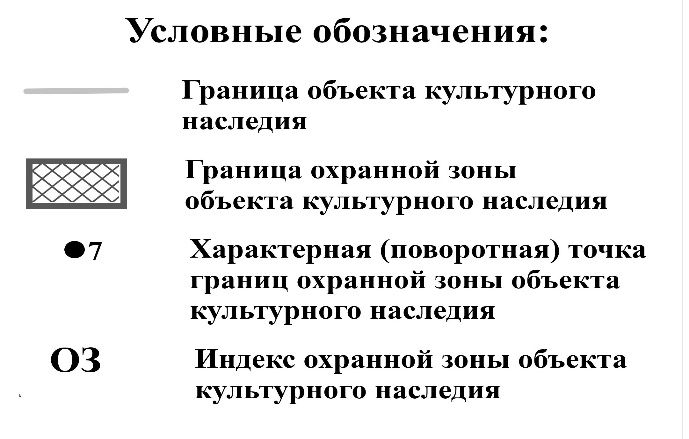 Условные обозначения:
Граница объекта культурного
наследия
Граница охранной зоны
объекта культурного наследия
7 Характерная (поворотная) точка
границ охранной зоны объекта
культурного наследия
ОЗ Индекс охранной зоны объекта
культурного наследия